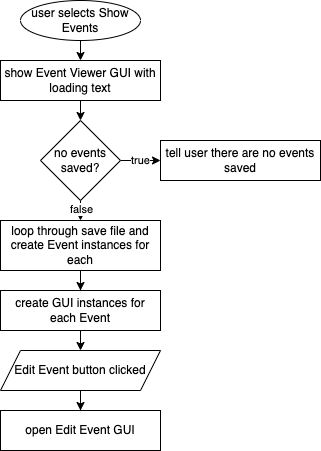 user selects Show
Events
show Event Viewer GUI with
loading text
no events
saved?
true
tell user there are no events
saved
false
loop through save file and
create Event instances for
each
create GUI instances for
each Event
Edit Event button clicked
open Edit Event GUI